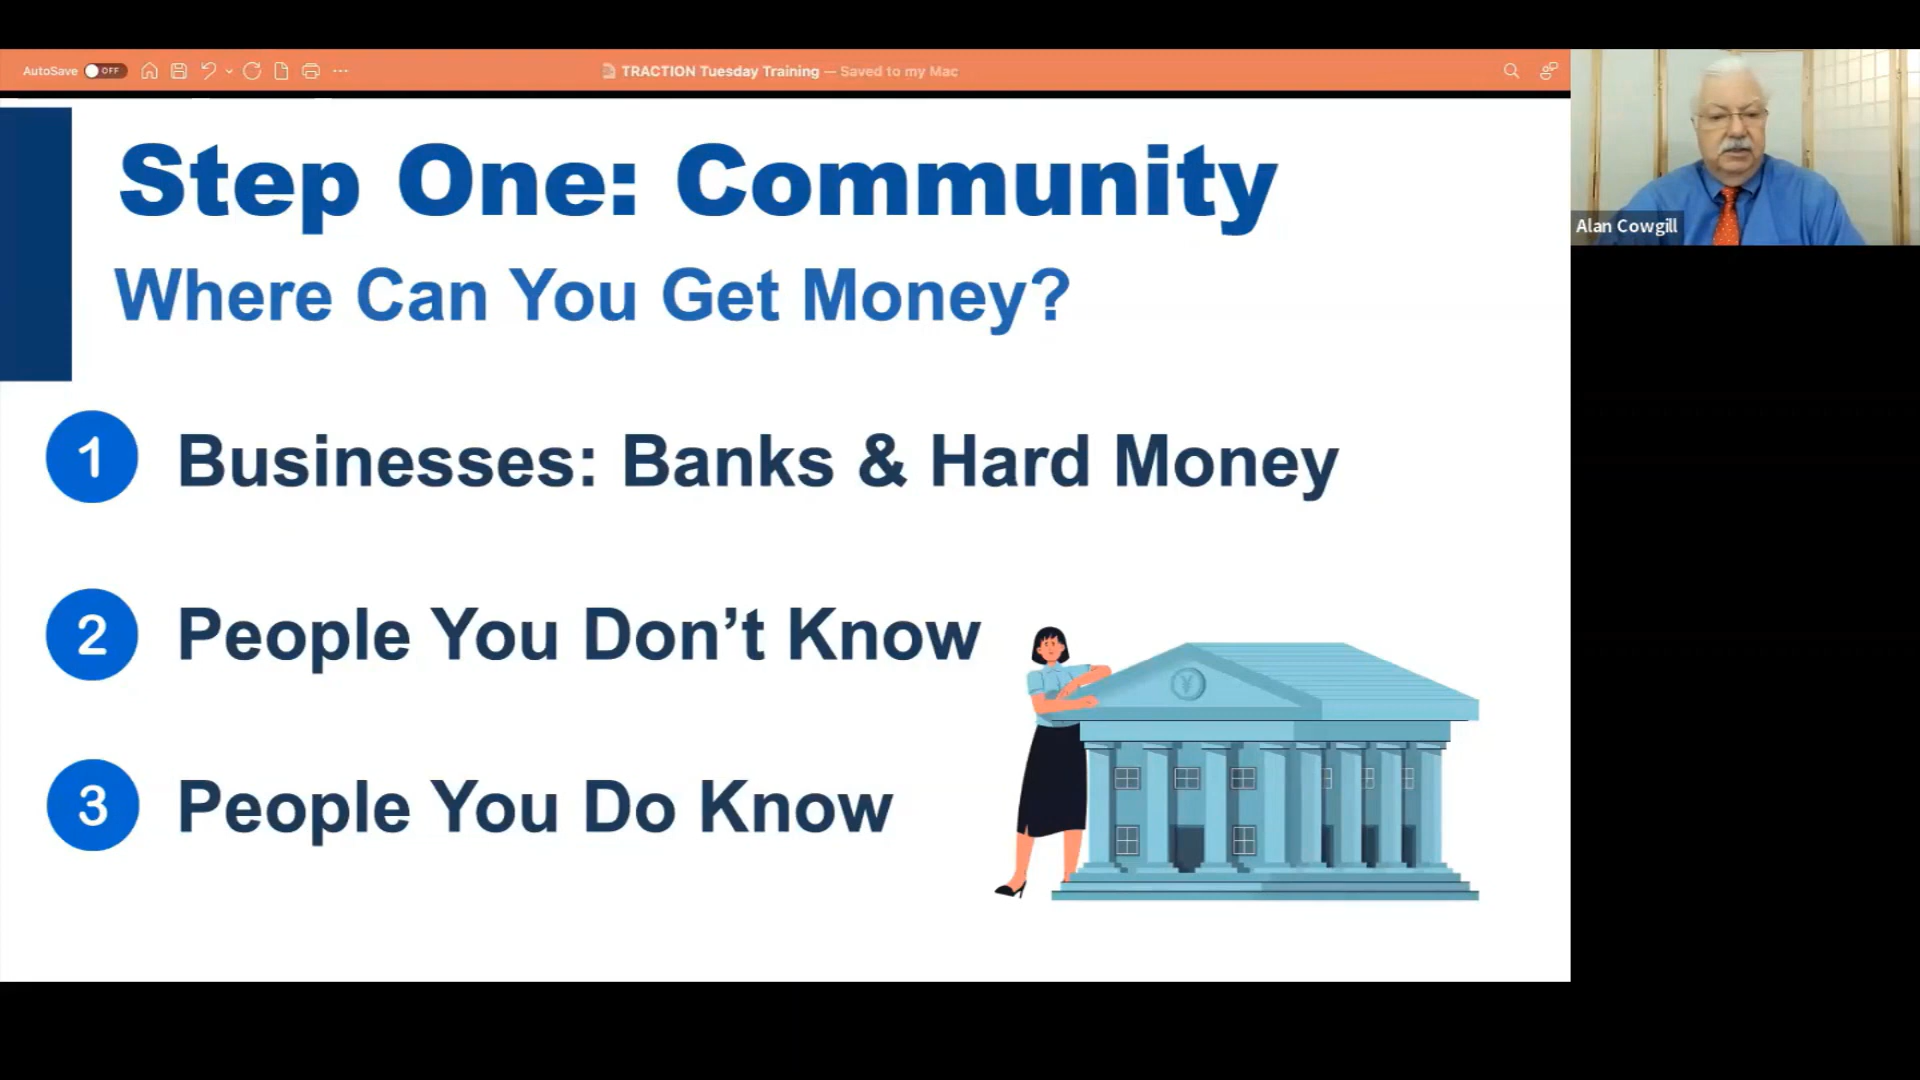 AutoSave OFF
TRACTION Tuesday Training — Saved to my Mac
Alan Cowgill
Step One: Community
Where Can You Get Money?
1 Businesses: Banks & Hard Money
2 People You Don’t Know
3 People You Do Know
¥